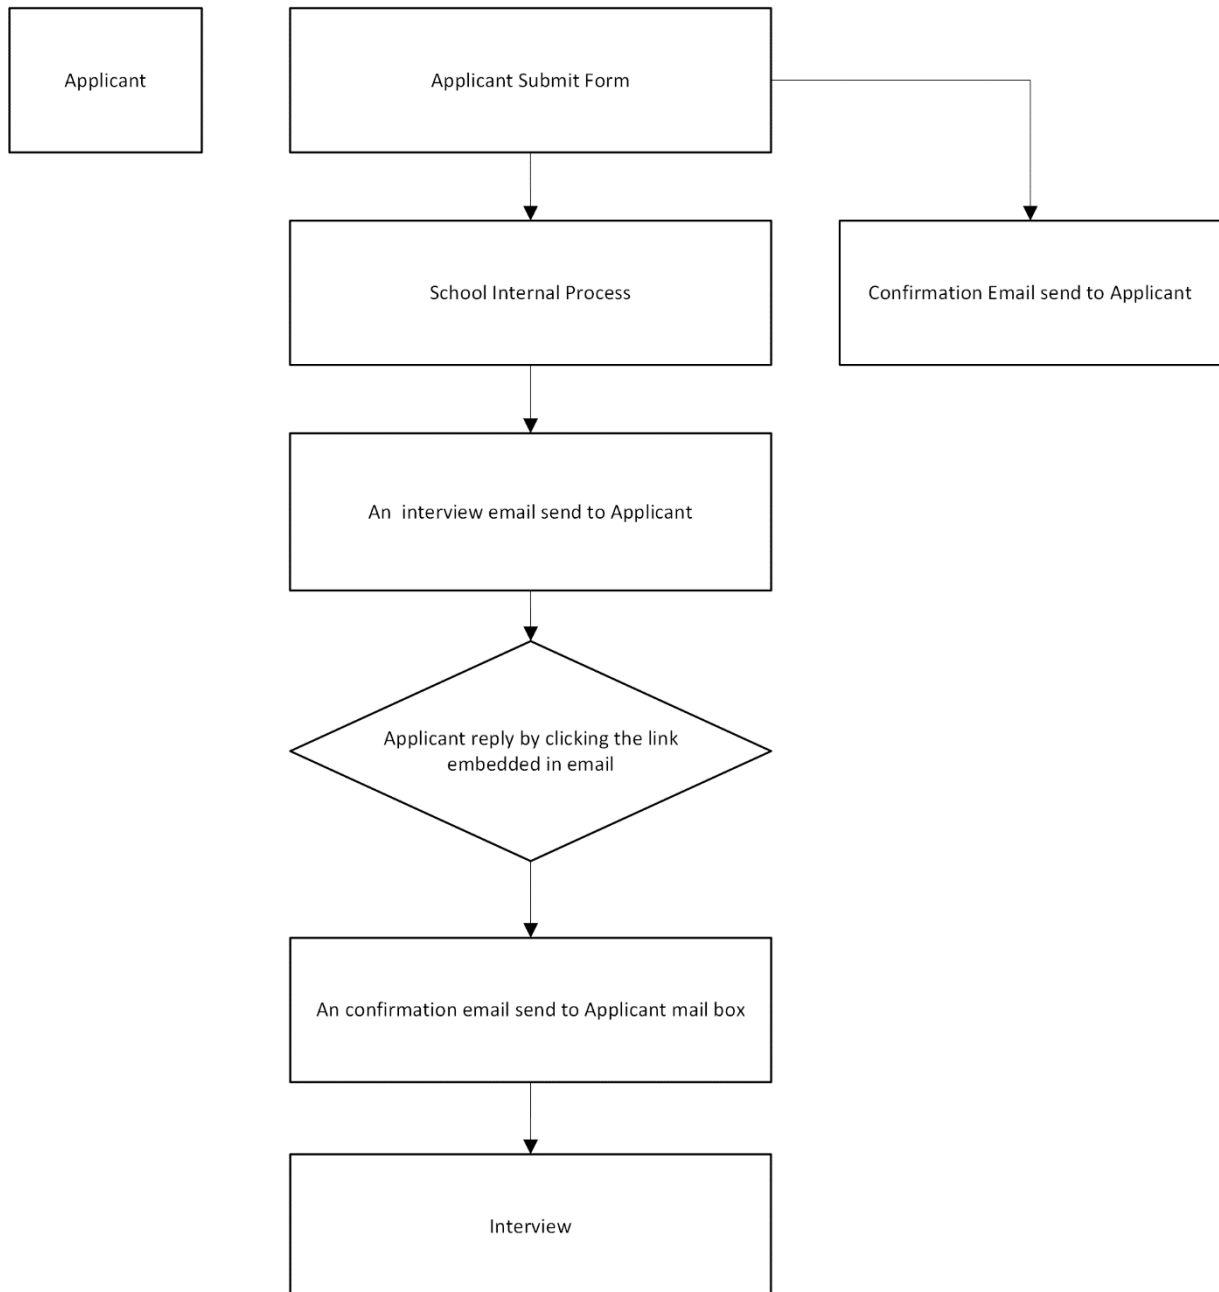 Applicant
Applicant Submit Form
School Internal Process
Confirmation Email send to Applicant
An  interview email send to Applicant
Applicant reply by clicking the link
embedded in email
An confirmation email send to Applicant mail box
Interview